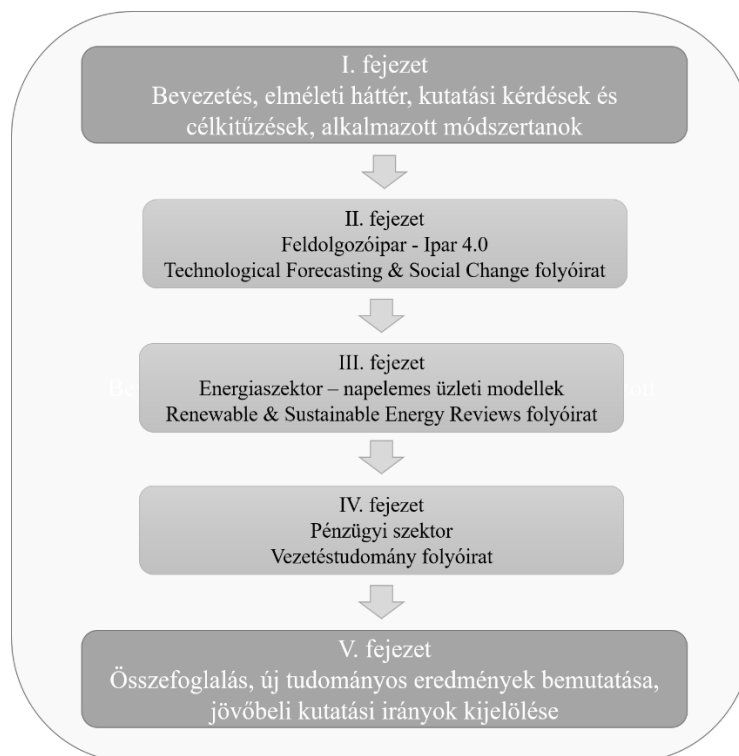 I. fejezet
Bevezetés, elméleti háttér, kutatási kérdések és
célkitűzések, alkalmazott módszertanok
II. fejezet
Feldolgozóipar - Ipar 4.0
Technological Forecasting & Social Change folyóirat
III. fejezet
Energiaszektor – napelemes üzleti modellek
Renewable & Sustainable Energy Reviews folyóirat
IV. fejezet
Pénzügyi szektor
Vezetéstudomány folyóirat
V. fejezet
Összefoglalás, új tudományos eredmények bemutatása,
jövőbeli kutatási irányok kijelölése